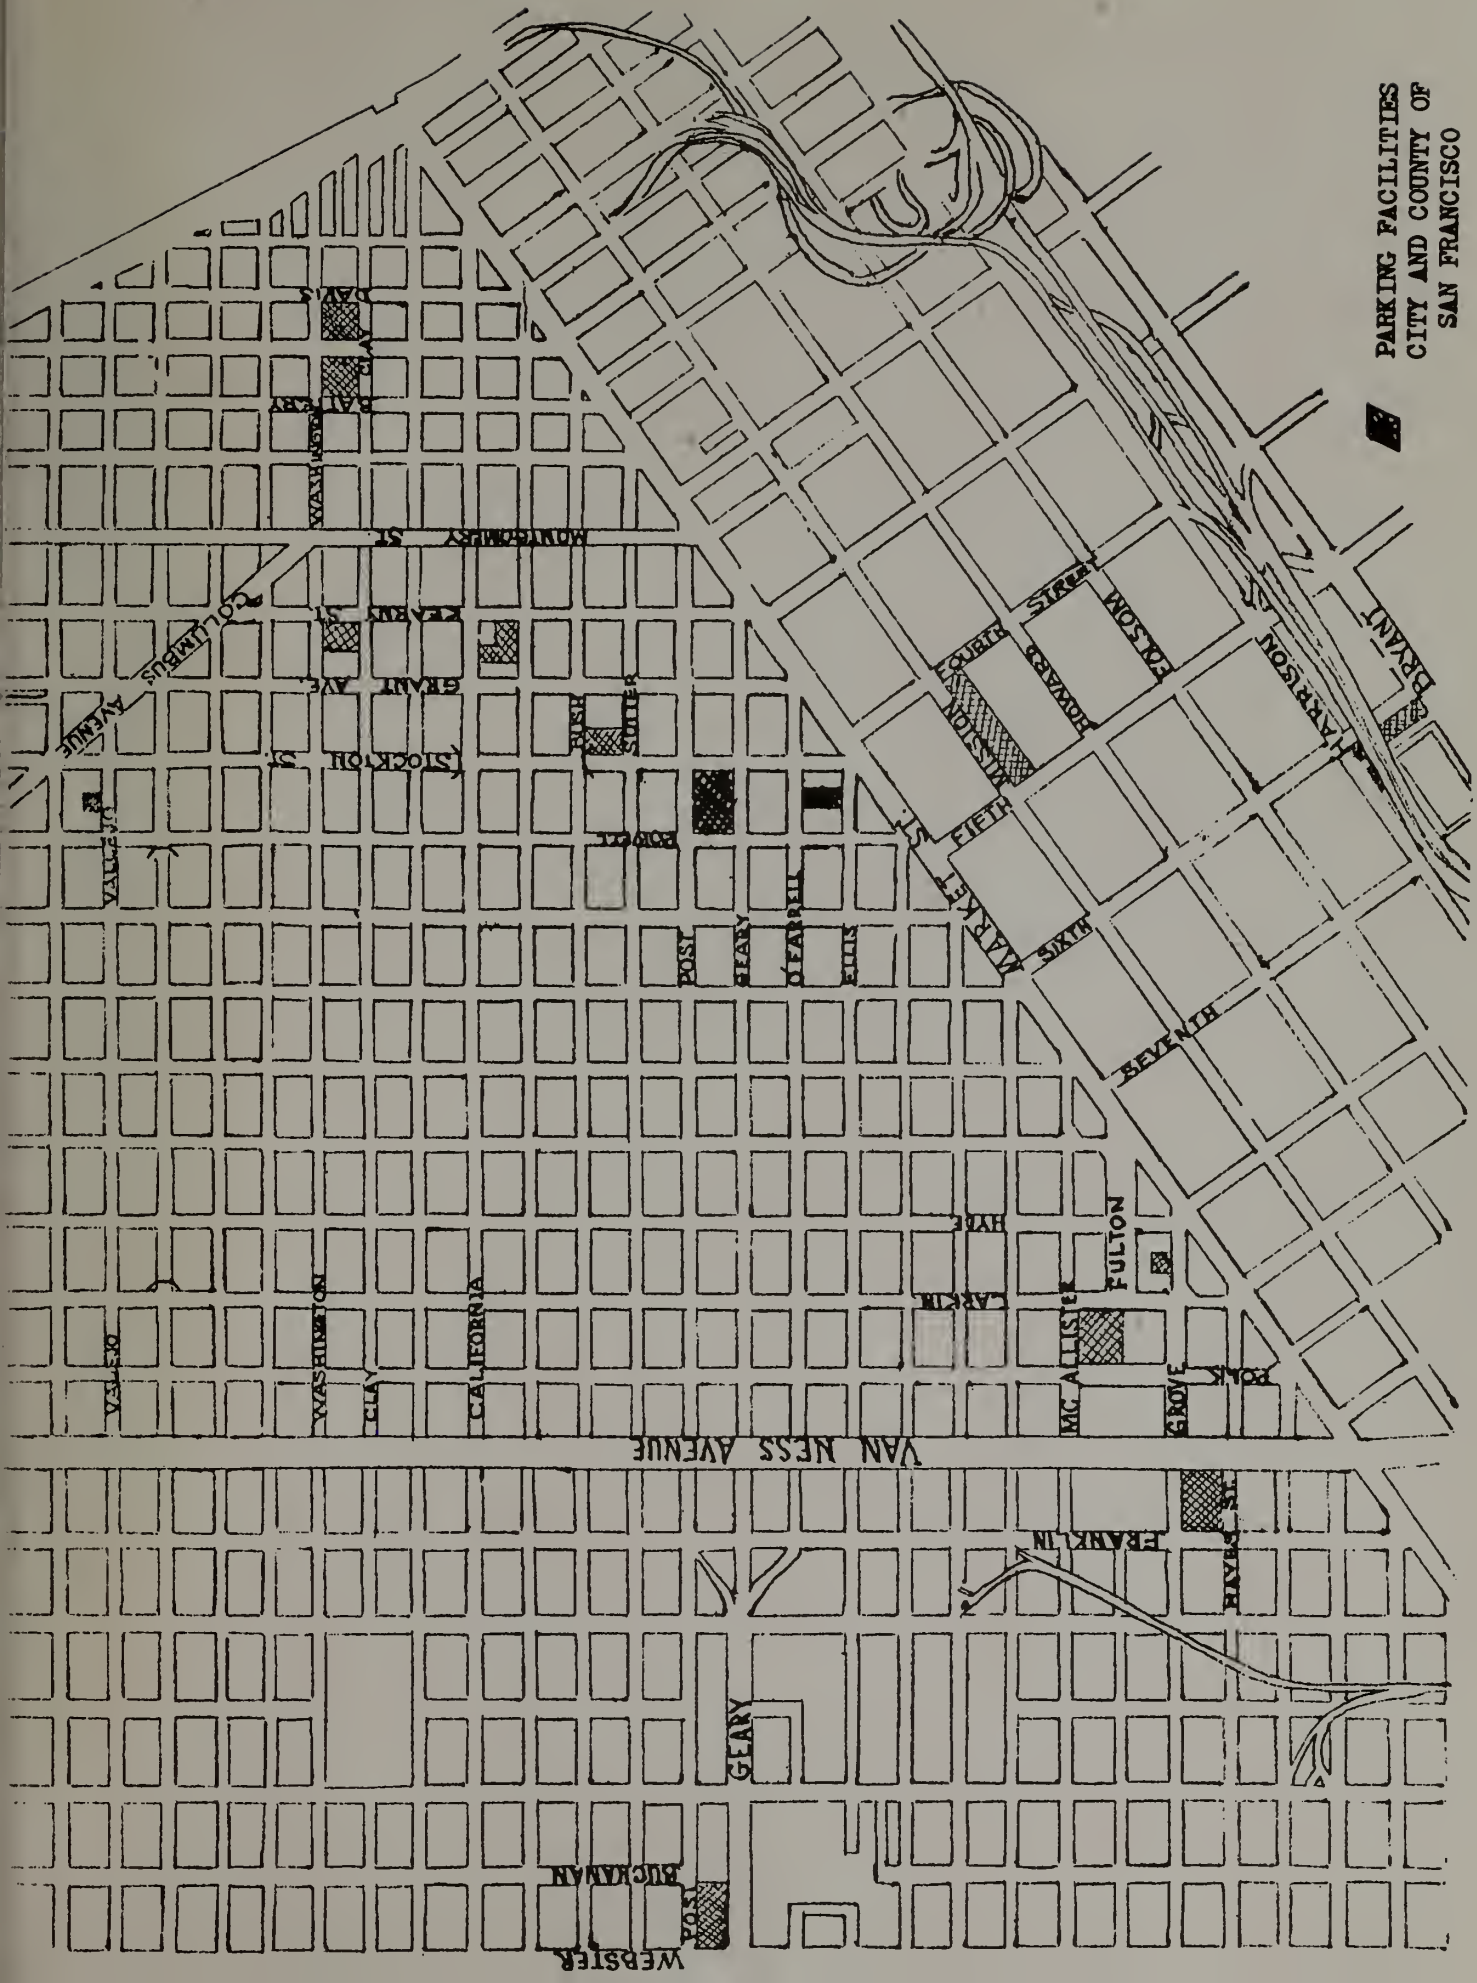 PARKING FACILITIES
CITY AND COUNTY OF
SAN FRANCISCO
DAVIS
CLAY
BATTERY
WASHINGTON
MONTGOMERY ST.
KEARNY ST.
COLUMBUS
AVENUE
GRANT AVE.
(STOCKTON ST.
BUSH
SUTTER
VALLEJO
POWELL
POST
GEARY
O'FARRELL
ELLIS
MARKET ST.
FOURTH STREET
MISSION
HOWARD
FOLSOM
HARRISON
BRYANT
FIFTH
SIXTH
SEVENTH
HYDE
LARKIN
FULTON
MC ALLISTER
GROVE
POLK
VALEJO
WASHINGTON
CLAY
CALIFORNIA
VAN NESS AVENUE
FRANKLIN
HAYES ST.
GEARY
BUCKANAN
POST
WEBSTER